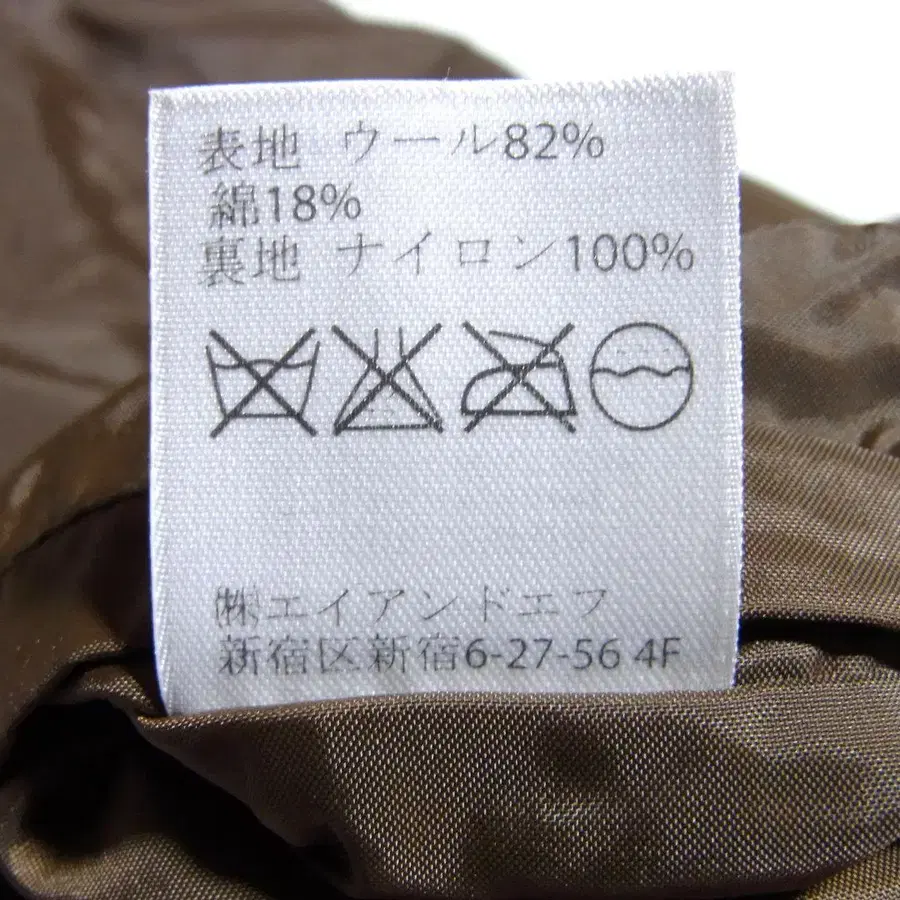 表地 ウール82%
綿18%
裏地 ナイロン100%
㈱エイアンドエフ
新宿区新宿6-27-56 4F